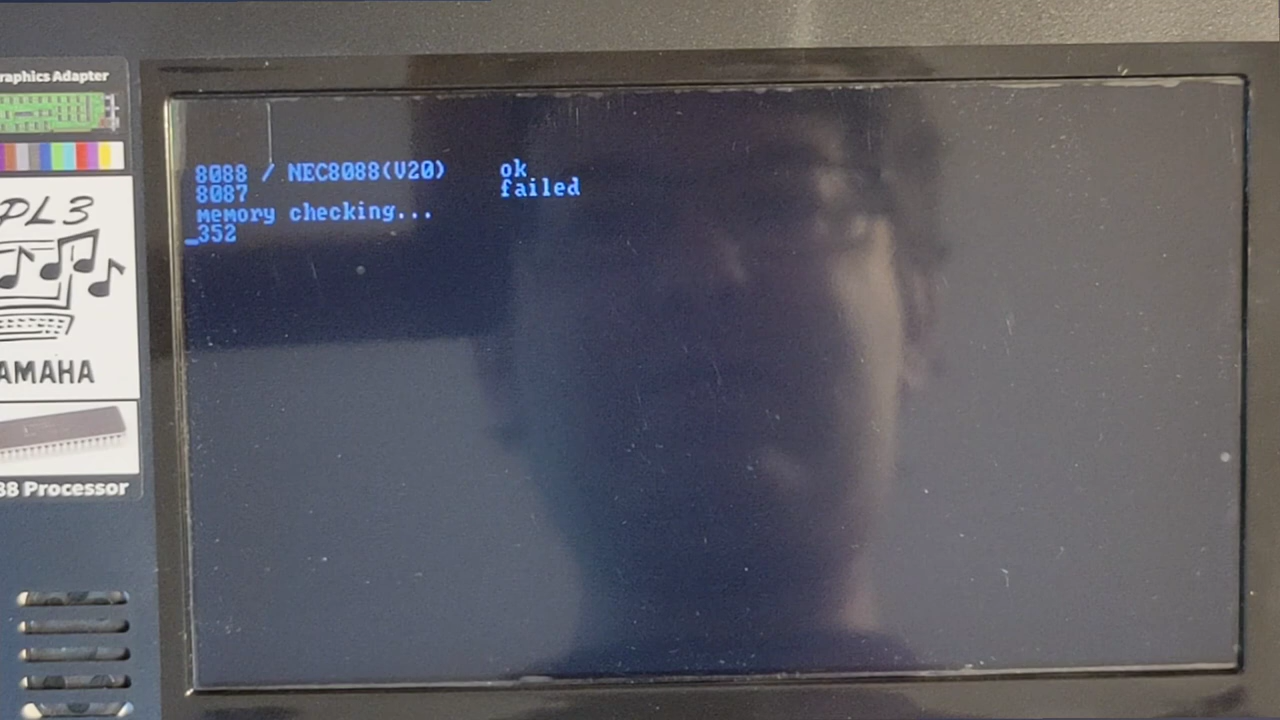 raphics Adapter
8088 / NEC8088(V20) ok
8087 failed
memory checking...
_352
PL3
AMAHA
88 Processor